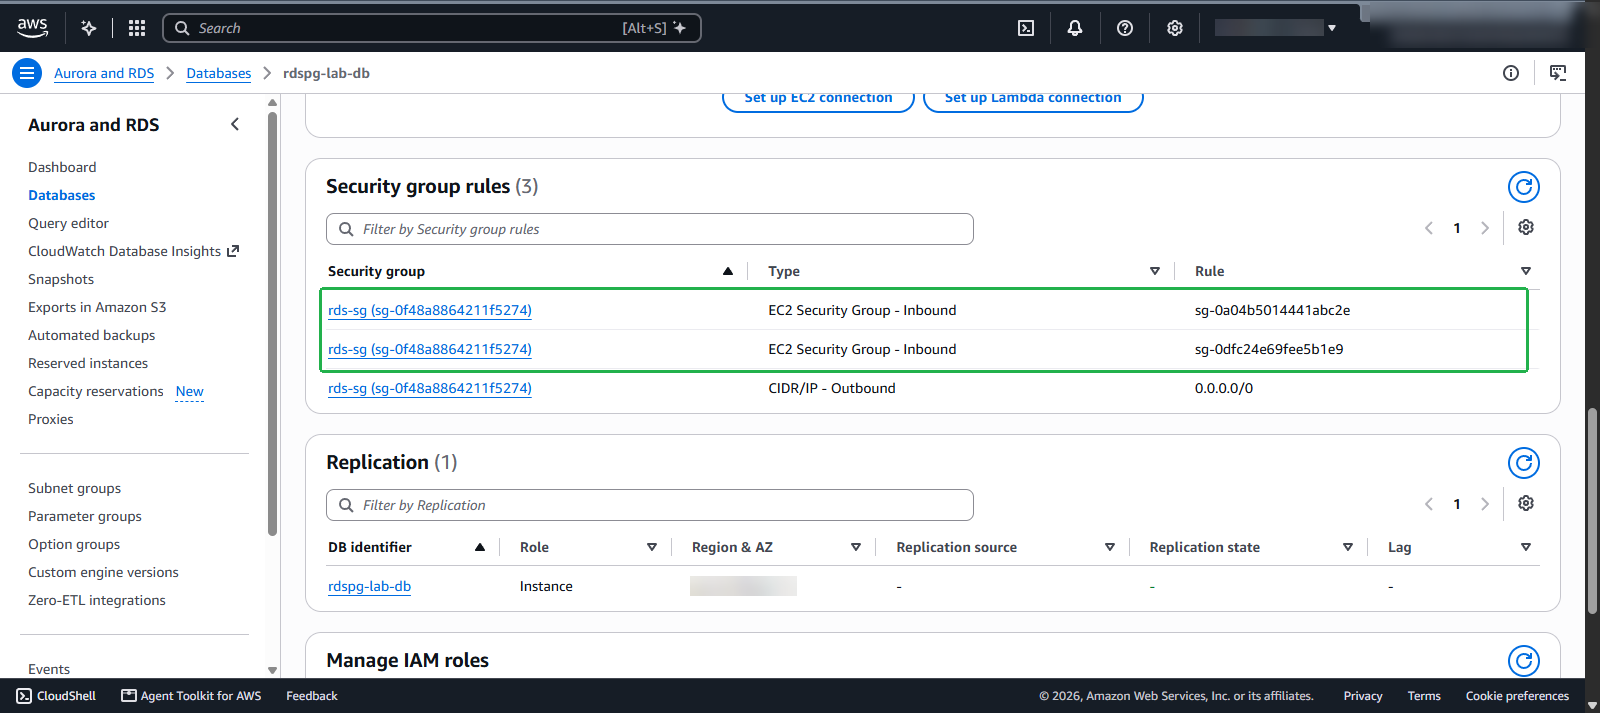 aws
Search [Alt+S]
Aurora and RDS > Databases > rdspg-lab-db
Aurora and RDS
Dashboard
Databases
Query editor
CloudWatch Database Insights
Snapshots
Exports in Amazon S3
Automated backups
Reserved instances
Capacity reservations New
Proxies
Subnet groups
Parameter groups
Option groups
Custom engine versions
Zero-ETL integrations
Events
Set up EC2 connection Set up Lambda connection
Security group rules (3)
Filter by Security group rules
1
Security group Type Rule
rds-sg (sg-0f48a8864211f5274) EC2 Security Group - Inbound sg-0a04b5014441abc2e
rds-sg (sg-0f48a8864211f5274) EC2 Security Group - Inbound sg-0dfc24e69fee5b1e9
rds-sg (sg-0f48a8864211f5274) CIDR/IP - Outbound 0.0.0.0/0
Replication (1)
Filter by Replication
1
DB identifier Role Region & AZ Replication source Replication state Lag
rdspg-lab-db Instance - - -
Manage IAM roles
CloudShell Agent Toolkit for AWS Feedback © 2026, Amazon Web Services, Inc. or its affiliates. Privacy Terms Cookie preferences